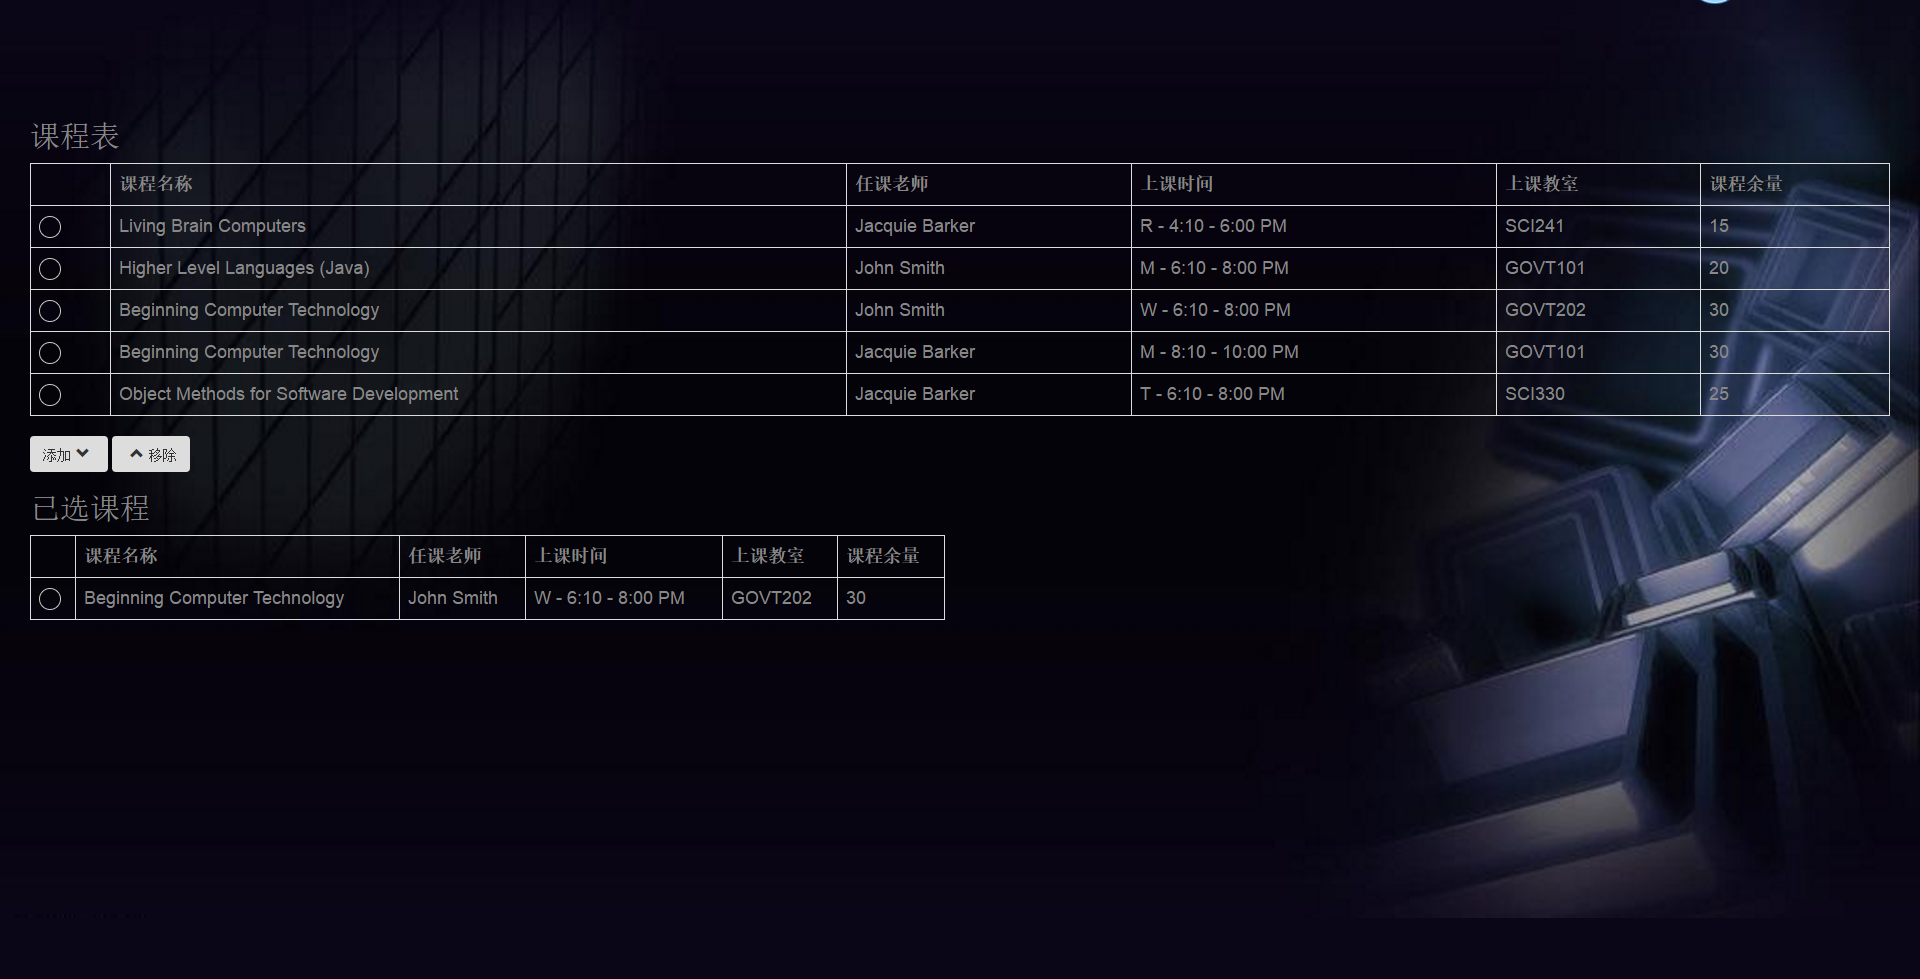 课程表
课程名称 任课老师 上课时间 上课教室 课程余量
Living Brain Computers Jacquie Barker R - 4:10 - 6:00 PM SCI241 15
Higher Level Languages (Java) John Smith M - 6:10 - 8:00 PM GOVT101 20
Beginning Computer Technology John Smith W - 6:10 - 8:00 PM GOVT202 30
Beginning Computer Technology Jacquie Barker M - 8:10 - 10:00 PM GOVT101 30
Object Methods for Software Development Jacquie Barker T - 6:10 - 8:00 PM SCI330 25
添加 移除
已选课程
课程名称 任课老师 上课时间 上课教室 课程余量
Beginning Computer Technology John Smith W - 6:10 - 8:00 PM GOVT202 30